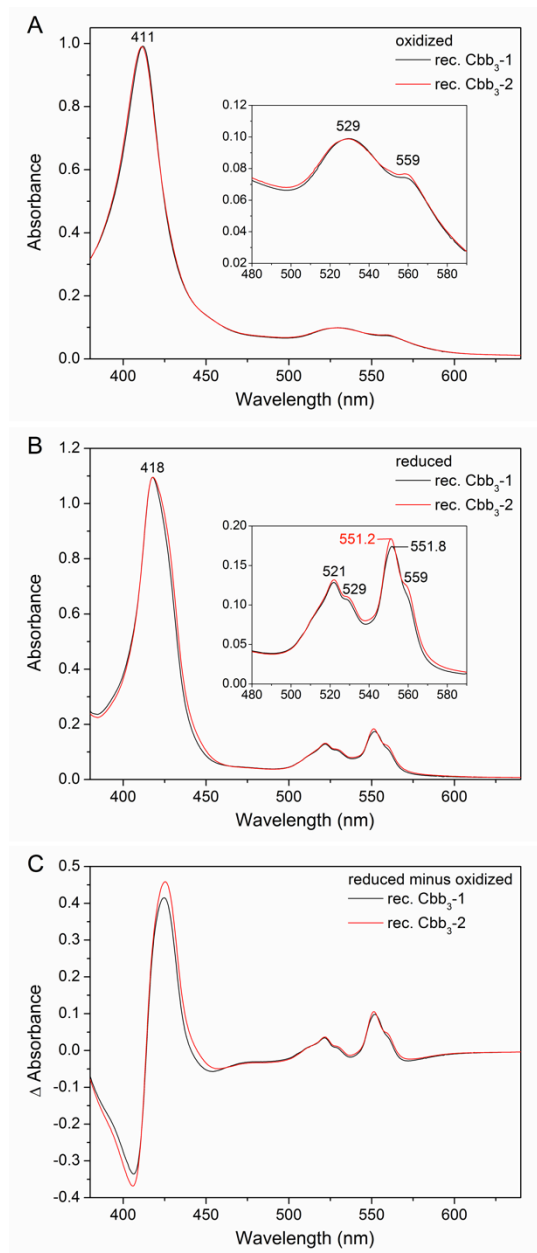 A
411
oxidized
rec. Cbb₃-1
rec. Cbb₃-2
1.0
0.8
0.6
0.4
0.2
0.0
Absorbance
0.12
0.10
0.08
0.06
0.04
0.02
529
559
480 500 520 540 560 580
400 450 500 550 600
Wavelength (nm)
B
418
reduced
rec. Cbb₃-1
rec. Cbb₃-2
1.2
1.0
0.8
0.6
0.4
0.2
0.0
Absorbance
0.20
0.15
0.10
0.05
0.00
551.2
551.8
521
529
559
480 500 520 540 560 580
400 450 500 550 600
Wavelength (nm)
C
reduced minus oxidized
rec. Cbb₃-1
rec. Cbb₃-2
0.5
0.4
0.3
0.2
0.1
0.0
-0.1
-0.2
-0.3
-0.4
Δ Absorbance
400 450 500 550 600
Wavelength (nm)